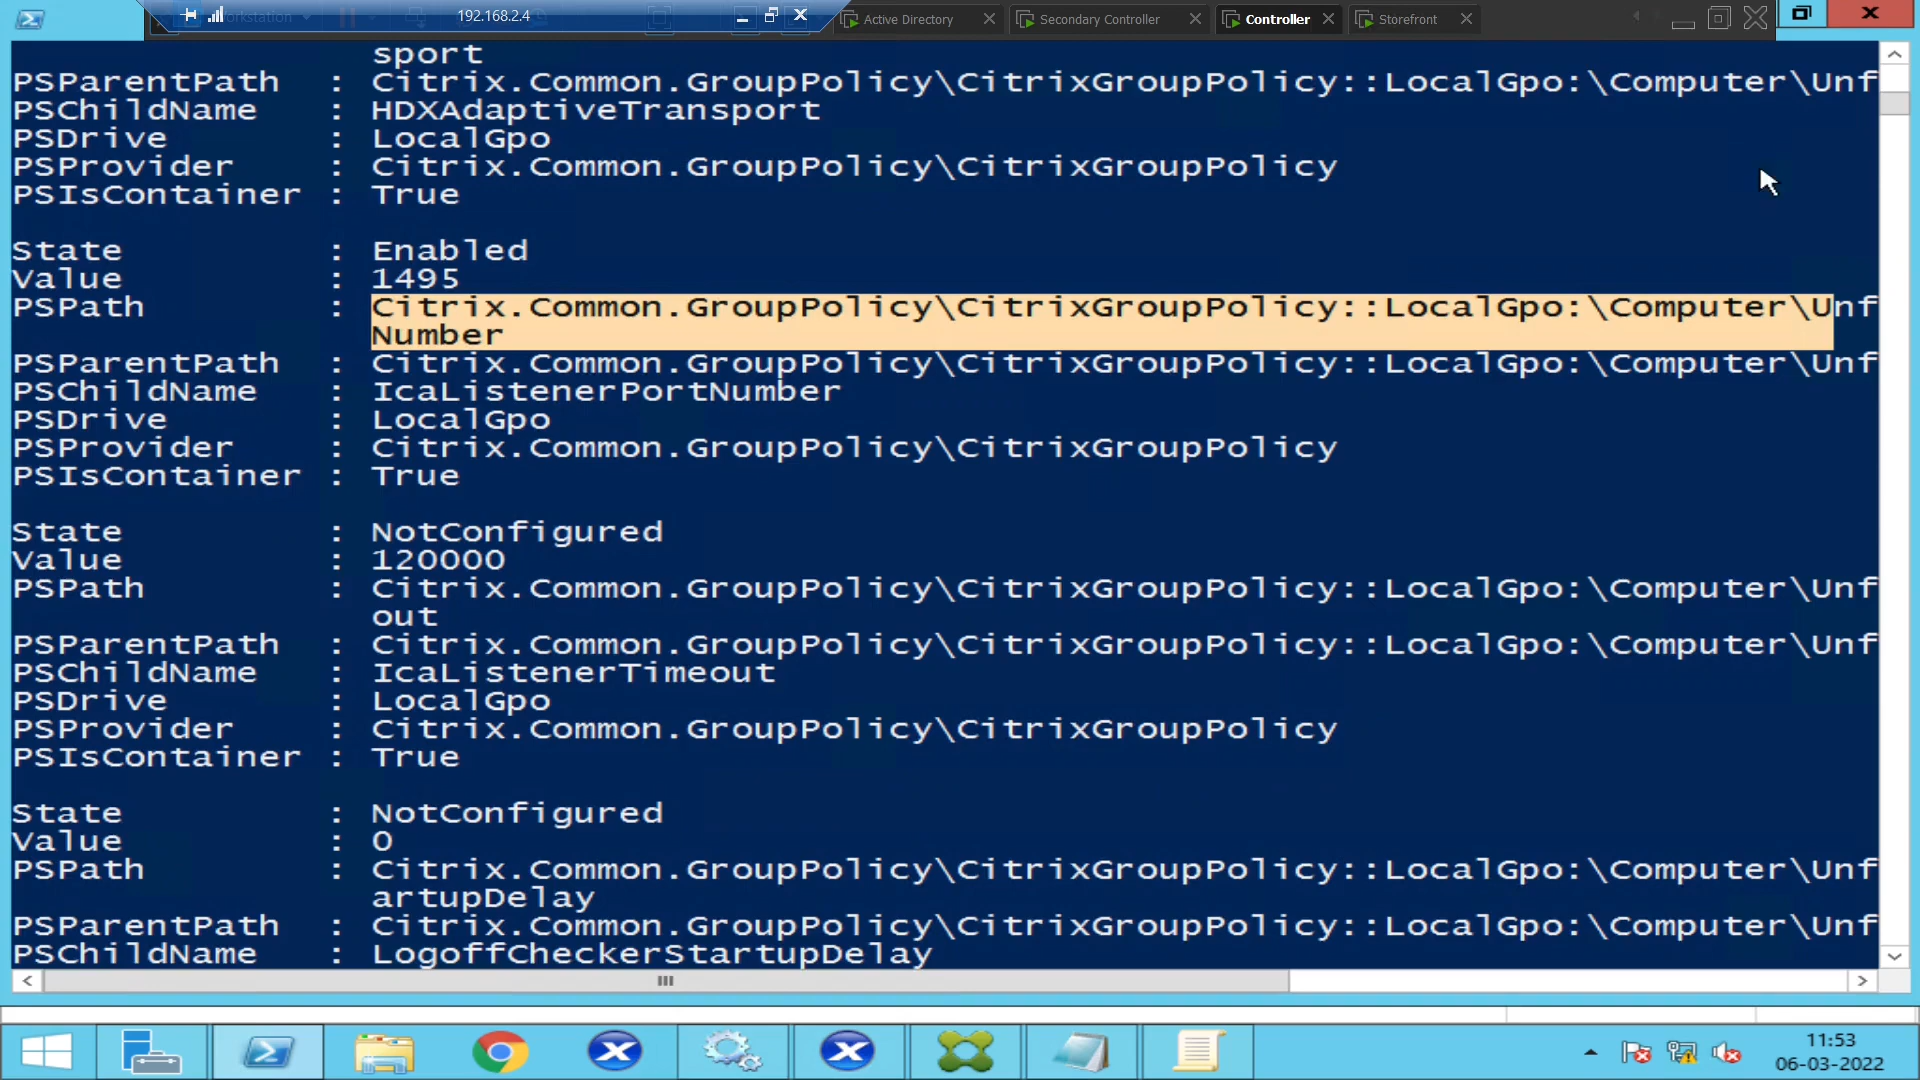 Workstation
192.168.2.4
Active Directory
Secondary Controller
Controller
Storefront
sport
PSParentPath : Citrix.Common.GroupPolicy\CitrixGroupPolicy::LocalGpo:\Computer\Unf
PSChildName : HDXAdaptiveTransport
PSDrive : LocalGpo
PSProvider : Citrix.Common.GroupPolicy\CitrixGroupPolicy
PSIsContainer : True
State : Enabled
Value : 1495
PSPath : Citrix.Common.GroupPolicy\CitrixGroupPolicy::LocalGpo:\Computer\Unf
Number
PSParentPath : Citrix.Common.GroupPolicy\CitrixGroupPolicy::LocalGpo:\Computer\Unf
PSChildName : IcaListenerPortNumber
PSDrive : LocalGpo
PSProvider : Citrix.Common.GroupPolicy\CitrixGroupPolicy
PSIsContainer : True
State : NotConfigured
Value : 120000
PSPath : Citrix.Common.GroupPolicy\CitrixGroupPolicy::LocalGpo:\Computer\Unf
out
PSParentPath : Citrix.Common.GroupPolicy\CitrixGroupPolicy::LocalGpo:\Computer\Unf
PSChildName : IcaListenerTimeout
PSDrive : LocalGpo
PSProvider : Citrix.Common.GroupPolicy\CitrixGroupPolicy
PSIsContainer : True
State : NotConfigured
Value : 0
PSPath : Citrix.Common.GroupPolicy\CitrixGroupPolicy::LocalGpo:\Computer\Unf
artupDelay
PSParentPath : Citrix.Common.GroupPolicy\CitrixGroupPolicy::LocalGpo:\Computer\Unf
PSChildName : LogoffCheckerStartupDelay
11:53
06-03-2022